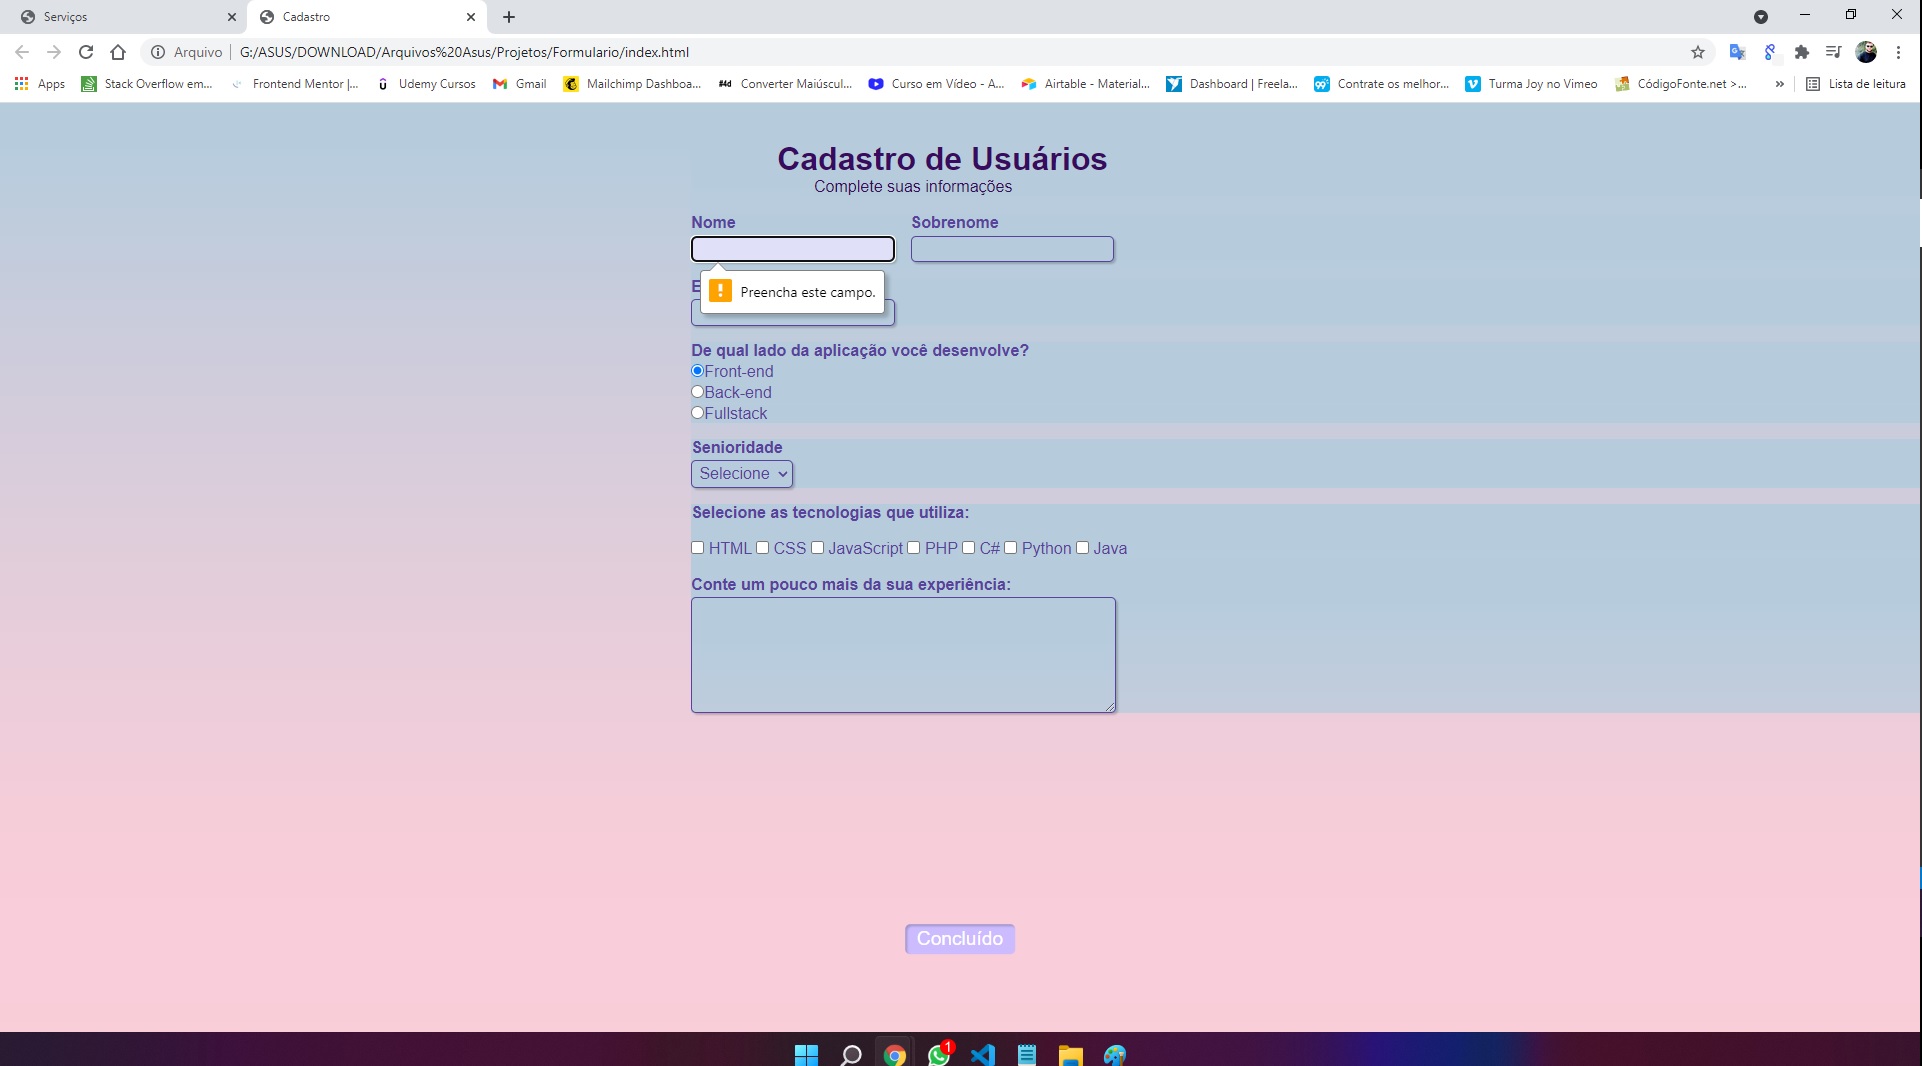 Serviços
Cadastro
Arquivo
G:/ASUS/DOWNLOAD/Arquivos%20Asus/Projetos/Formulario/index.html
Apps
Stack Overflow em...
Frontend Mentor |...
Udemy Cursos
Gmail
Mailchimp Dashboa...
Converter Maiúscul...
Curso em Vídeo - A...
Airtable - Material...
Dashboard | Freela...
Contrate os melhor...
Turma Joy no Vimeo
CódigoFonte.net >...
»
Lista de leitura
Cadastro de Usuários
Complete suas informações
Nome
Sobrenome
E
Preencha este campo.
De qual lado da aplicação você desenvolve?
Front-end
Back-end
Fullstack
Senioridade
Selecione
Selecione as tecnologias que utiliza:
HTML CSS JavaScript PHP C# Python Java
Conte um pouco mais da sua experiência:
Concluído
1